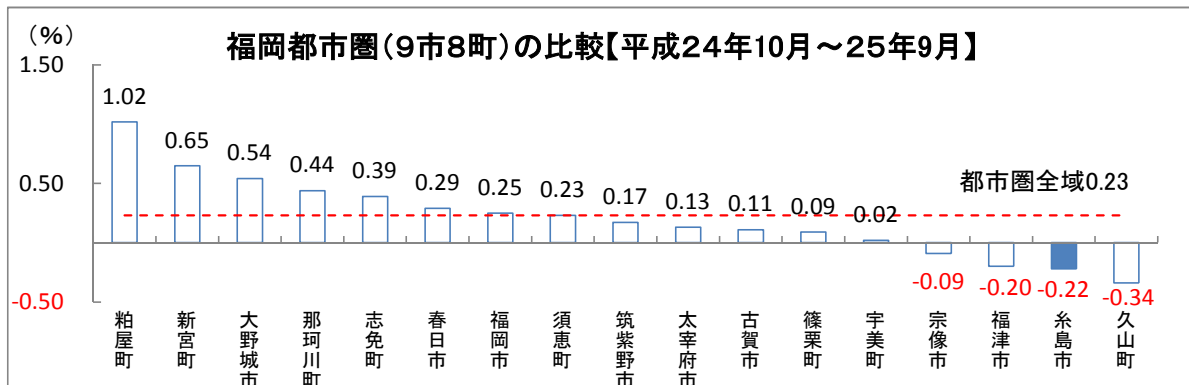 （%）
福岡都市圏（９市８町）の比較【平成２４年10月～２５年９月】
1.50
0.50
-0.50
1.02
0.65
0.54
0.44
0.39
0.29
0.25
0.23
0.17
0.13
0.11
0.09
0.02
-0.09
-0.20
-0.22
-0.34
都市圏全域0.23
粕屋町
新宮町
大野城市
那珂川町
志免町
春日市
福岡市
須恵町
筑紫野市
太宰府市
古賀市
篠栗町
宇美町
宗像市
福津市
糸島市
久山町